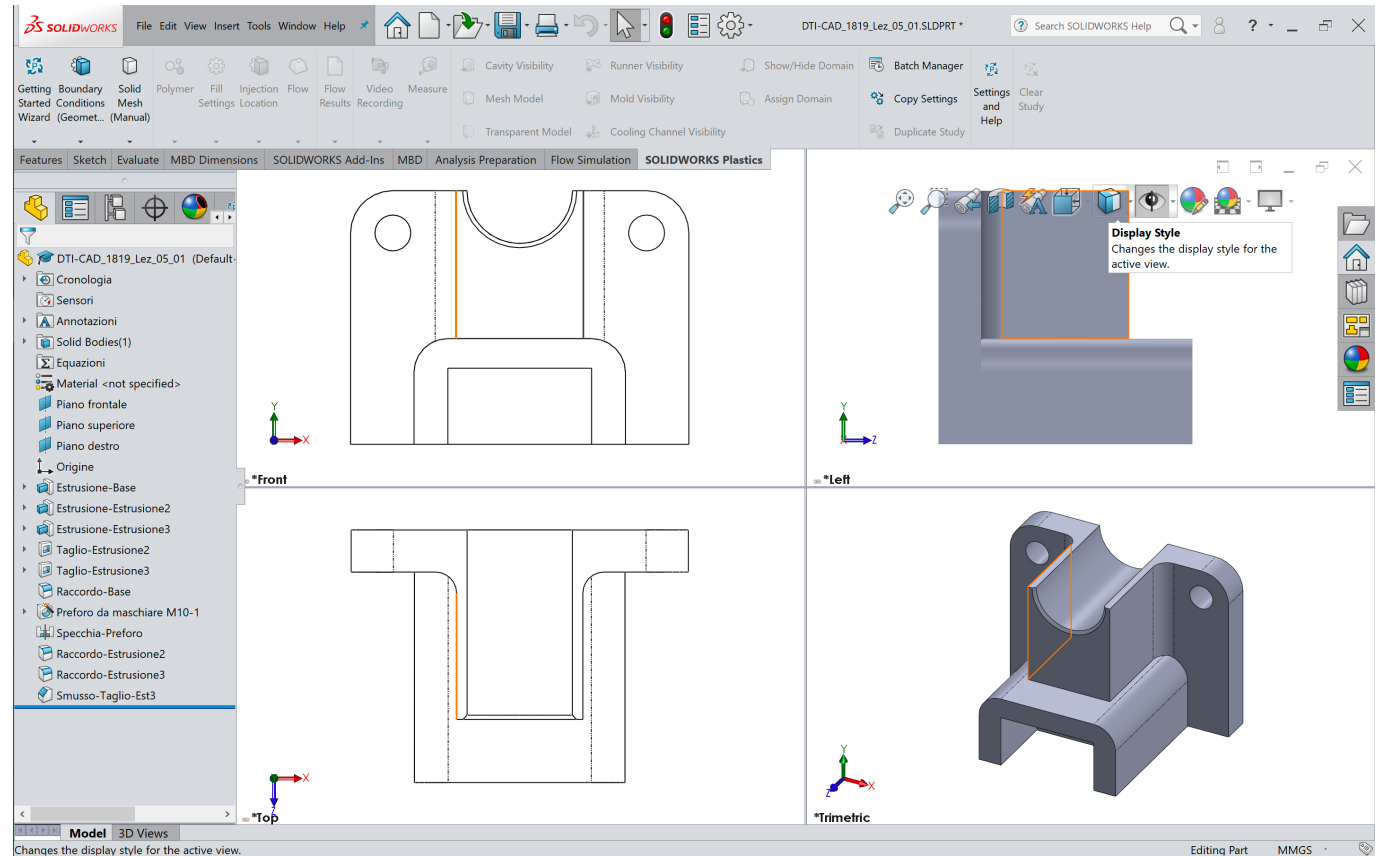 SOLIDWORKS File Edit View Insert Tools Window Help DTI-CAD_1819_Lez_05_01.SLDPRT * Search SOLIDWORKS Help ?
Getting Started Wizard
Boundary Conditions (Geomet...
Solid Mesh (Manual)
Polymer
Fill Settings
Injection Location
Flow
Flow Results
Video Recording
Measure
Cavity Visibility
Runner Visibility
Show/Hide Domain
Batch Manager
Mesh Model
Mold Visibility
Assign Domain
Copy Settings
Transparent Model
Cooling Channel Visibility
Duplicate Study
Settings and Help
Clear Study
Features Sketch Evaluate MBD Dimensions SOLIDWORKS Add-Ins MBD Analysis Preparation Flow Simulation SOLIDWORKS Plastics
DTI-CAD_1819_Lez_05_01 (Default-
Cronologia
Sensori
Annotazioni
Solid Bodies(1)
Equazioni
Material <not specified>
Piano frontale
Piano superiore
Piano destro
Origine
Estrusione-Base
Estrusione-Estrusione2
Estrusione-Estrusione3
Taglio-Estrusione2
Taglio-Estrusione3
Raccordo-Base
Preforo da maschiare M10-1
Specchia-Preforo
Raccordo-Estrusione2
Raccordo-Estrusione3
Smusso-Taglio-Est3
Y
X
*Front
Display Style
Changes the display style for the
active view.
Y
Z
*Left
X
Z
*Top
Y
X
Z
*Trimetric
Model 3D Views
Changes the display style for the active view.
Editing Part MMGS